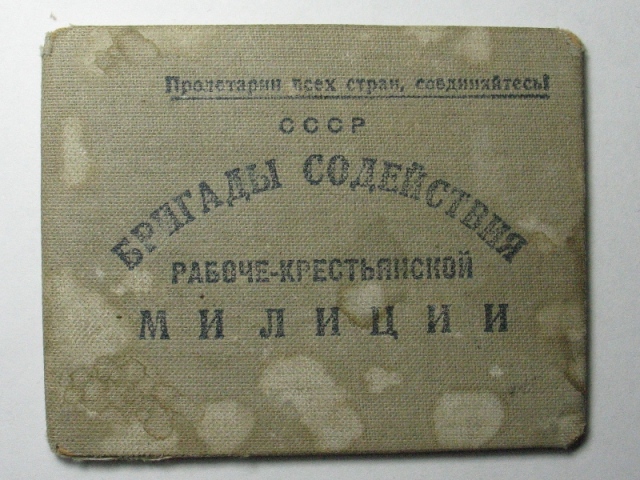 Пролетарии всех стран, соединяйтесь!
СССР
БРИГАДЫ СОДЕЙСТВИЯ
РАБОЧЕ-КРЕСТЬЯНСКОЙ
МИЛИЦИИ